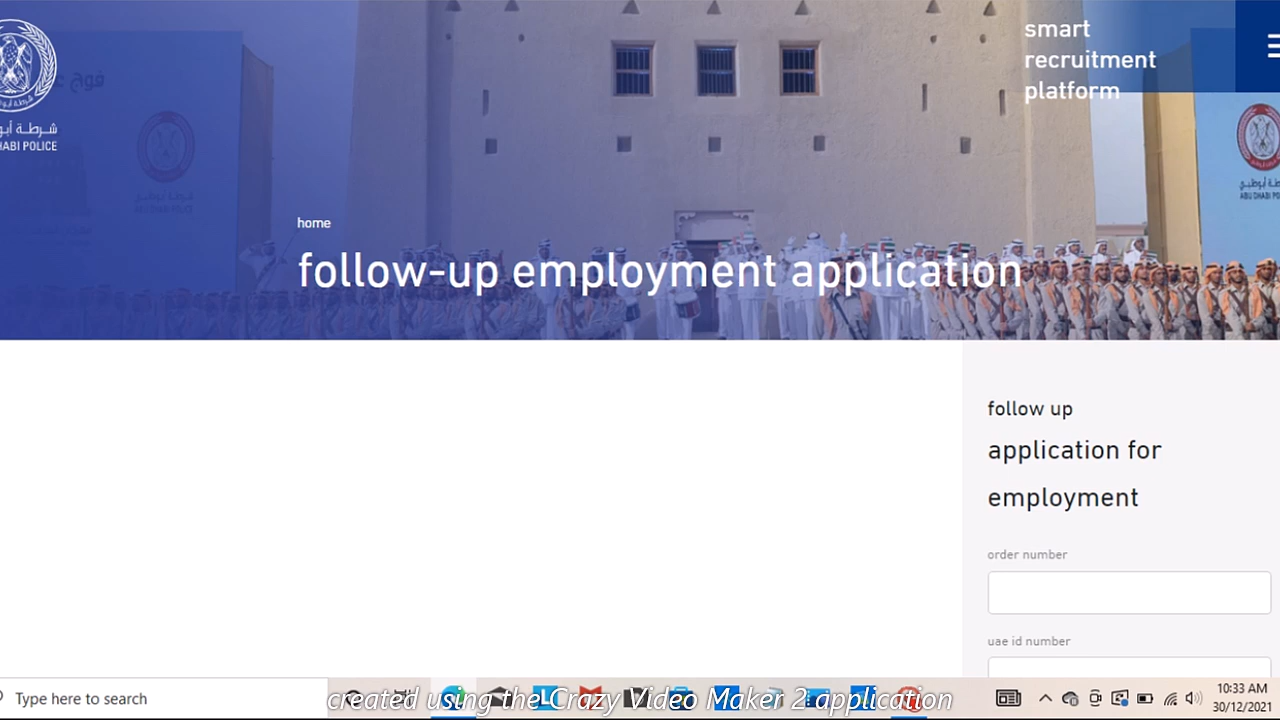 smart
recruitment
platform
شرطة أبو
ABI POLICE
home
follow-up employment application
follow up
application for
employment
order number
uae id number
Type here to search
created using the Crazy Video Maker 2 application
10:33 AM
30/12/2021